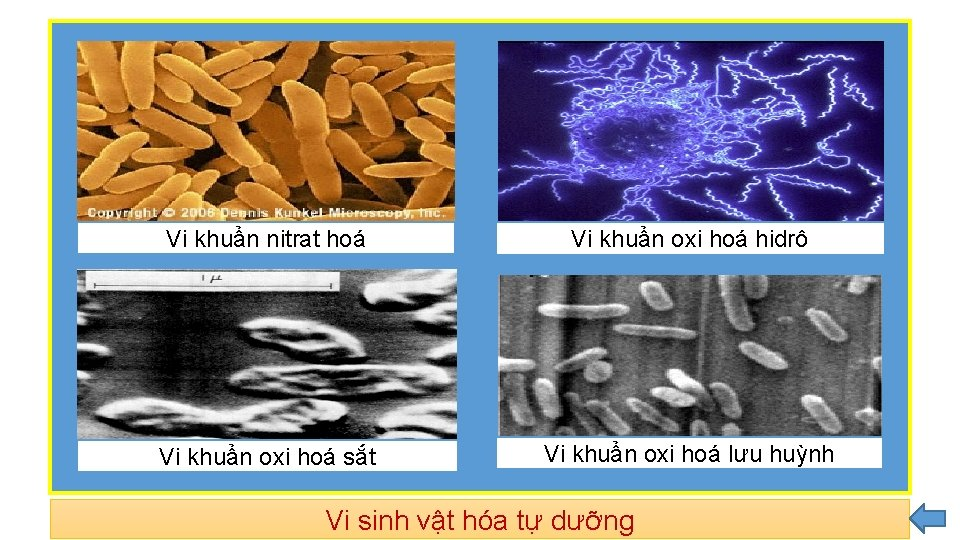 Copyright © 2006 Dennis Kunkel Microscopy, Inc.
Vi khuẩn nitrat hoá
Vi khuẩn oxi hoá hidrô
1 μ
Vi khuẩn oxi hoá sắt
Vi khuẩn oxi hoá lưu huỳnh
Vi sinh vật hóa tự dưỡng